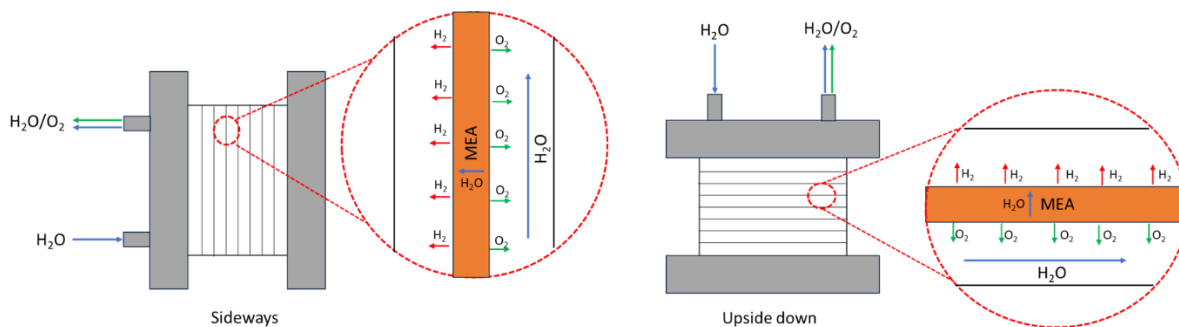 H₂O/O₂
H₂O
Sideways
H₂ O₂
H₂ O₂
H₂ O₂
H₂ O₂
H₂ O₂
MEA
H₂O
H₂O
H₂O H₂O/O₂
Upside down
H₂ H₂ H₂ H₂ H₂
H₂O MEA
O₂ O₂ O₂ O₂ O₂
H₂O